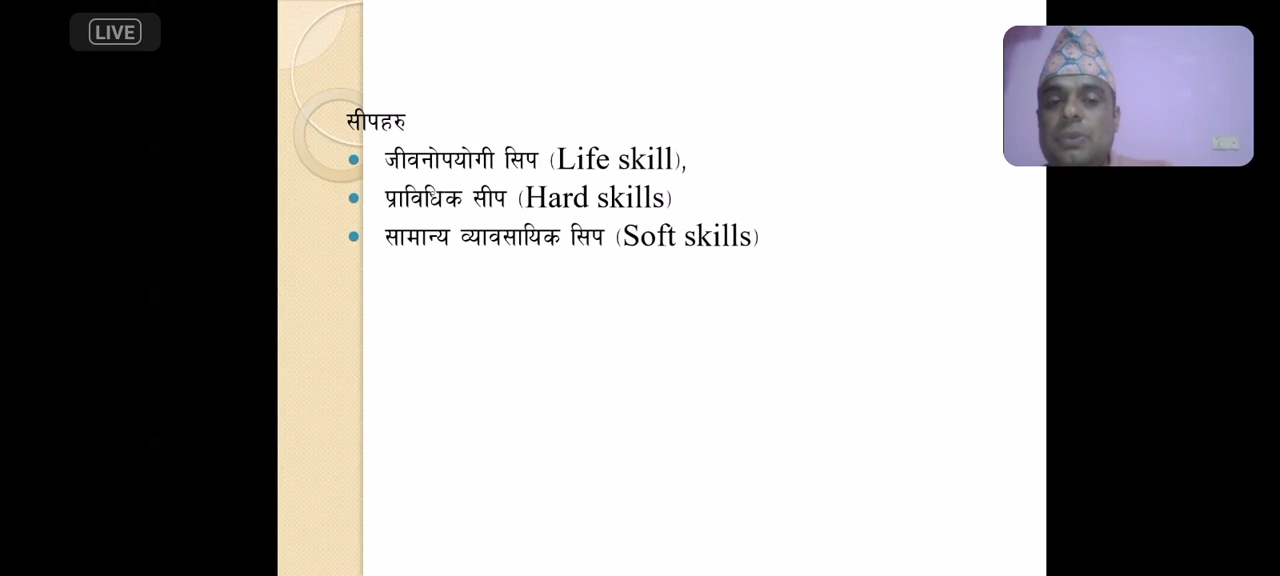 LIVE
सीपहरु
जीवनोपयोगी सिप (Life skill),
प्राविधिक सीप (Hard skills)
सामान्य व्यावसायिक सिप (Soft skills)